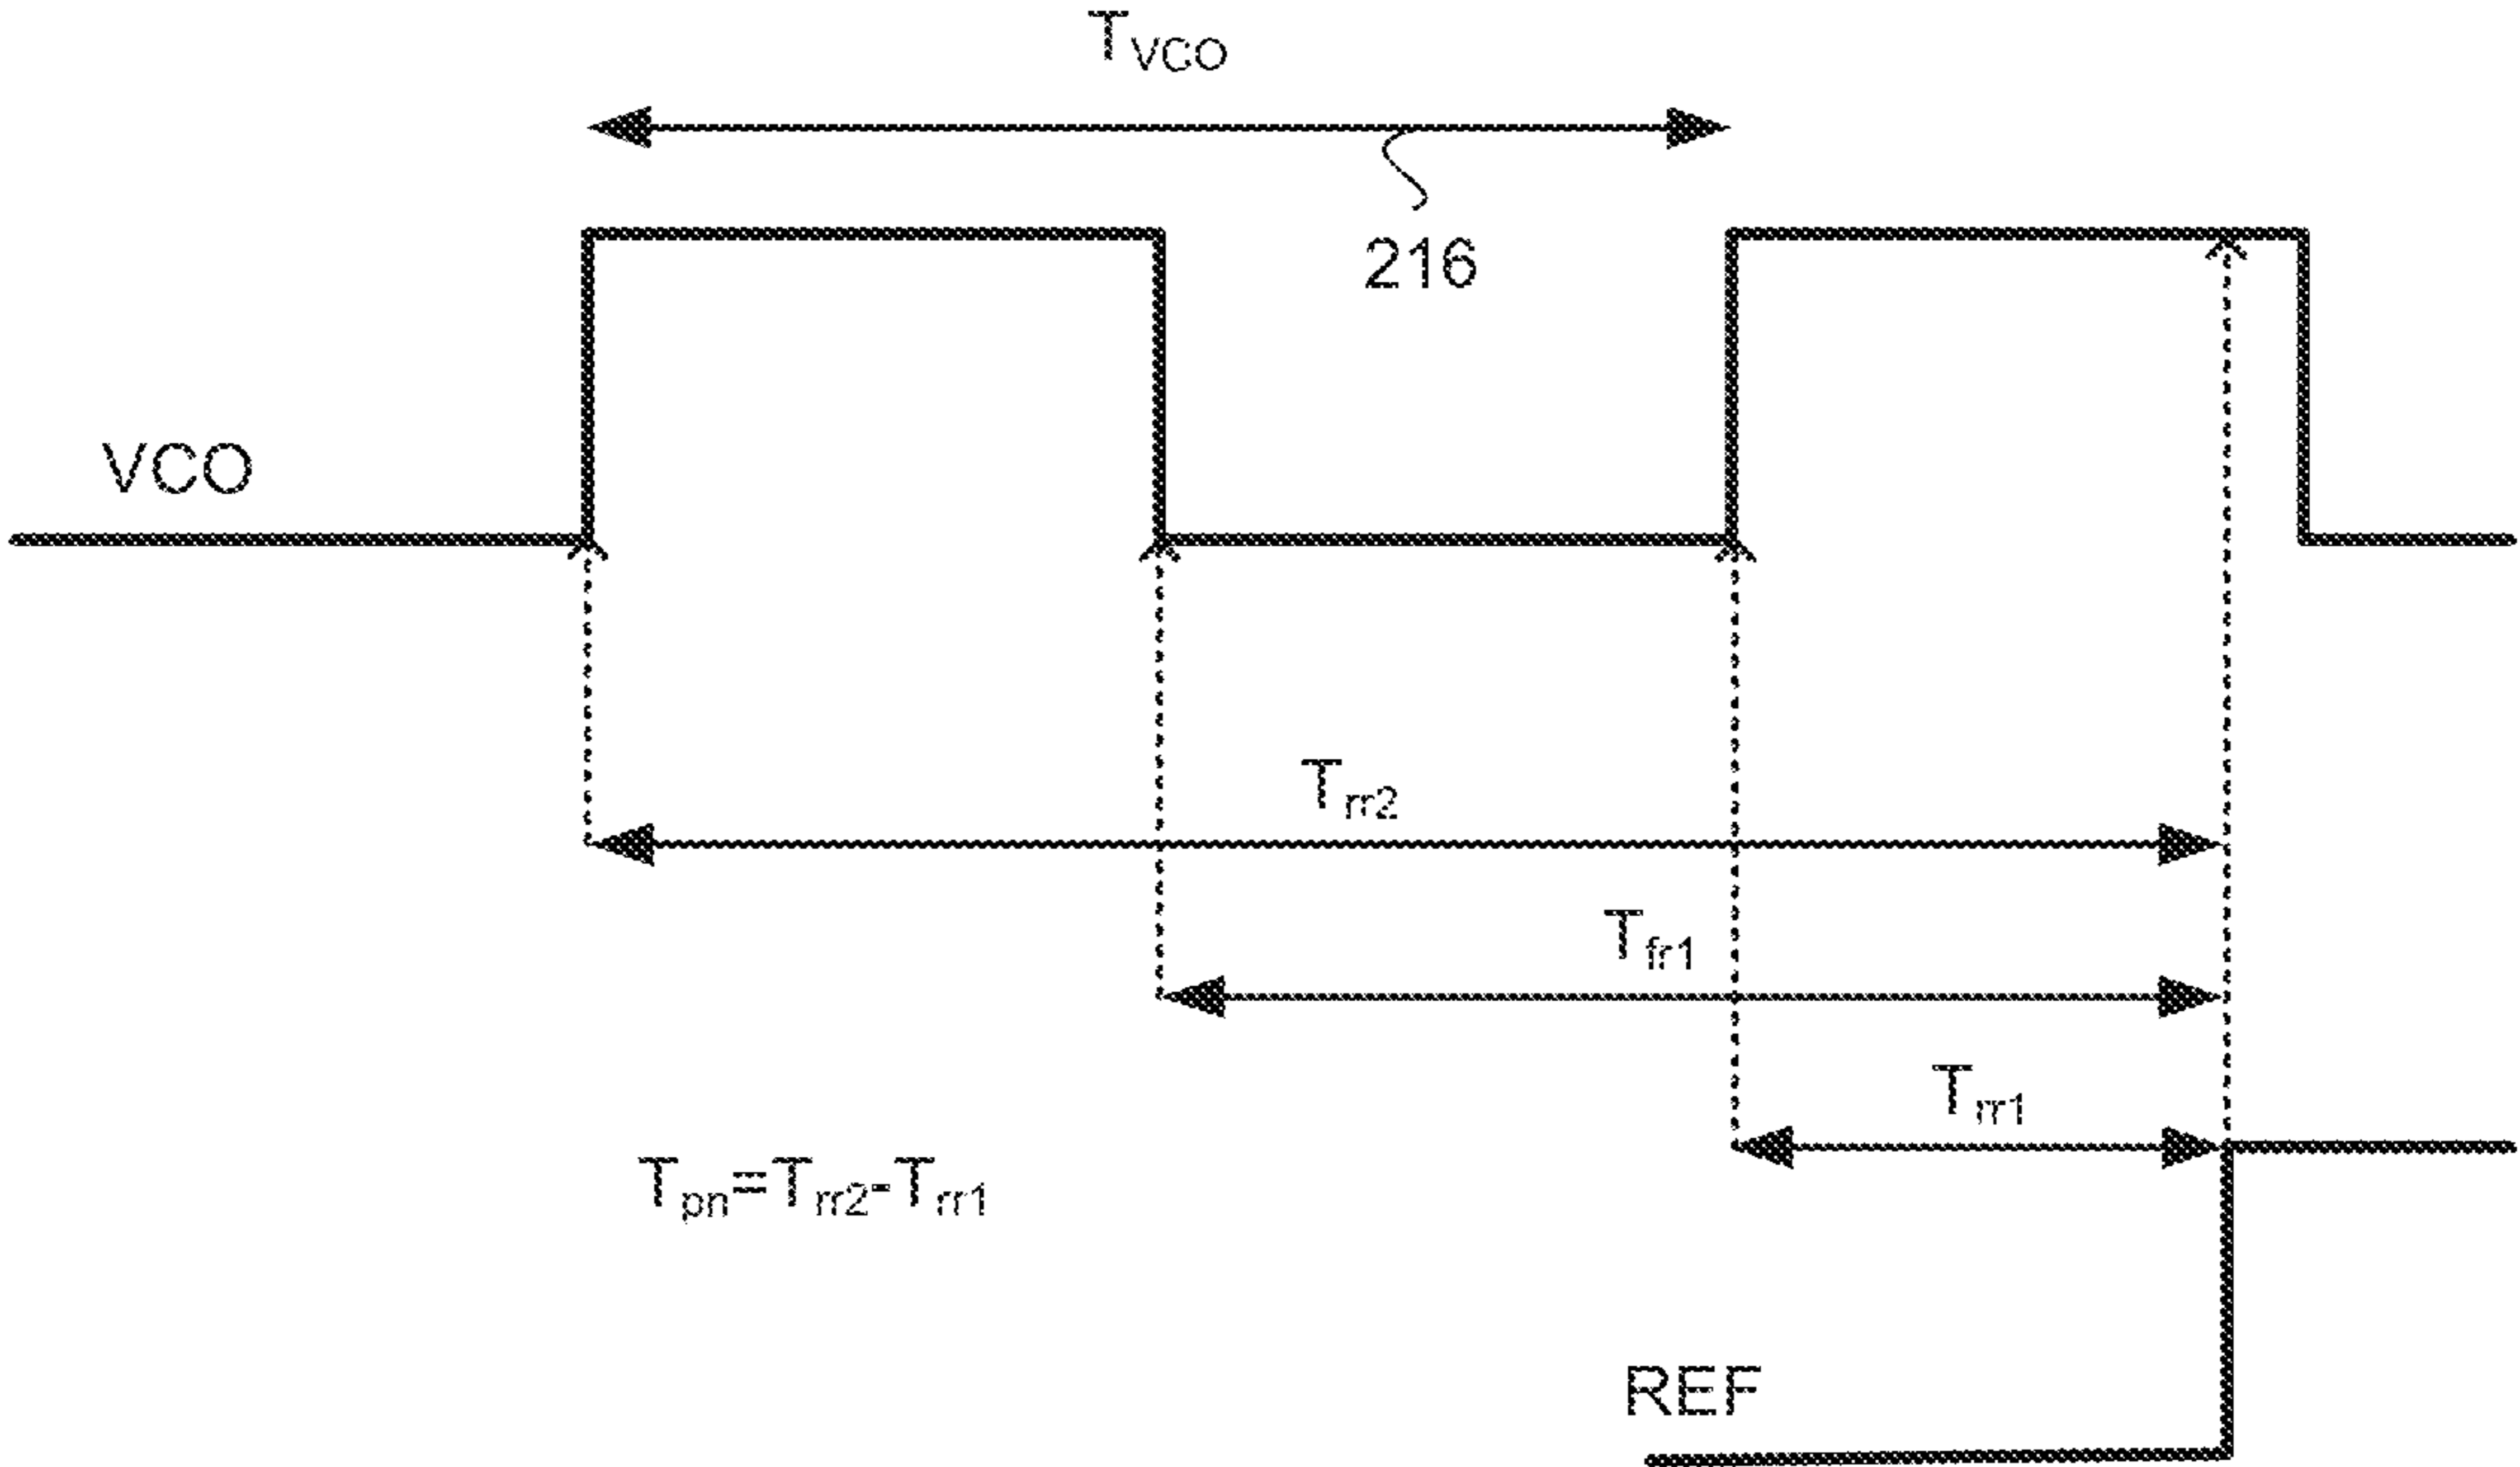 TVCO
216
VCO
Trr2
Tfr1
Trr1
Tpn=Trr2-Trr1
REF